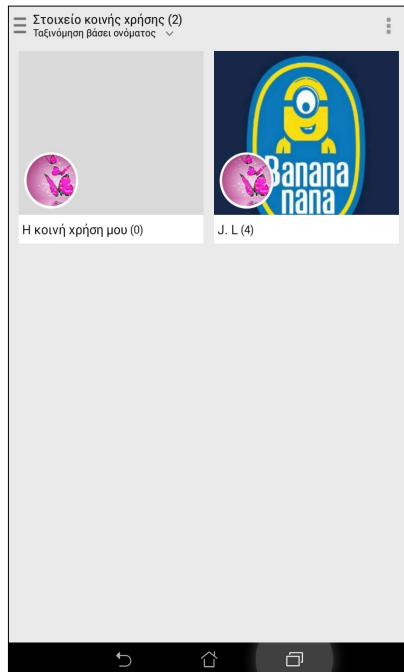 Στοιχείο κοινής χρήσης (2)
Ταξινόμηση βάσει ονόματος
Banana
nana
Η κοινή χρήση μου (0)
J. L (4)